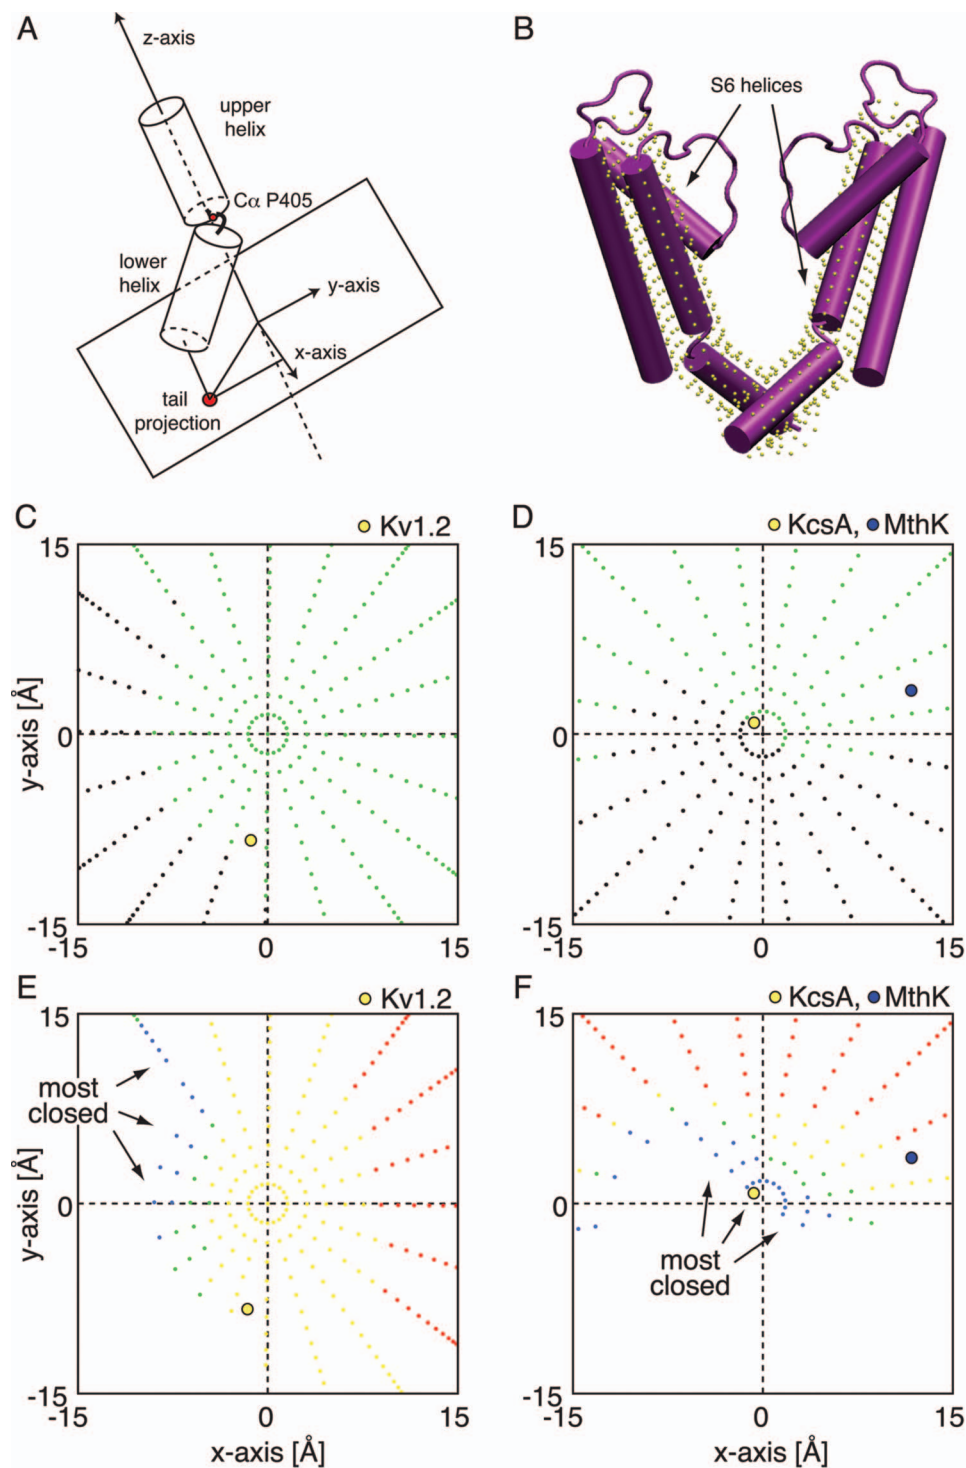 A
z-axis
upper
helix
Cα P405
lower
helix
y-axis
x-axis
tail
projection
B
S6 helices
C
Kv1.2
15
y-axis [Å]
0
-15
-15
0
15
D
KcsA, MthK
15
0
-15
-15
0
15
E
Kv1.2
15
most
closed
y-axis [Å]
0
-15
-15
0
15
x-axis [Å]
F
KcsA, MthK
15
0
most
closed
-15
-15
0
15
x-axis [Å]